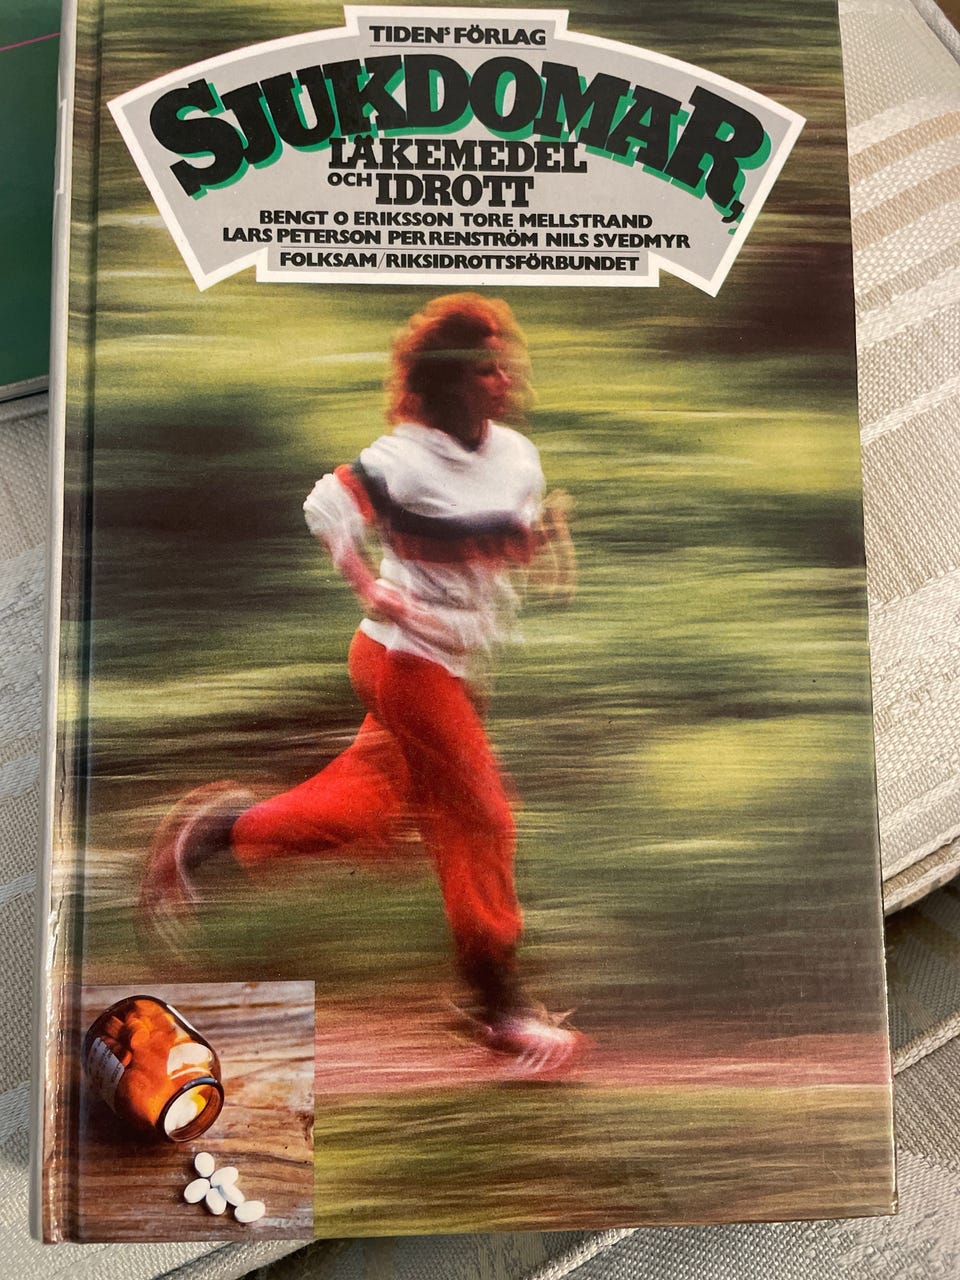 TIDENS FÖRLAG
SJUKDOMAR,
LÄKEMEDEL
OCH IDROTT
BENGT O ERIKSSON TORE MELLSTRAND
LARS PETERSON PER RENSTRÖM NILS SVEDMYR
FOLKSAM/RIKSIDROTTSFÖRBUNDET